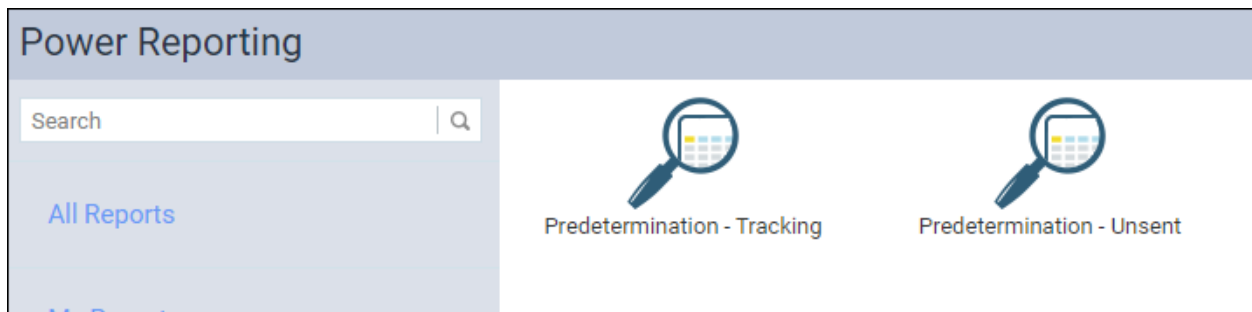 Power Reporting
Search
All Reports
Predetermination - Tracking
Predetermination - Unsent